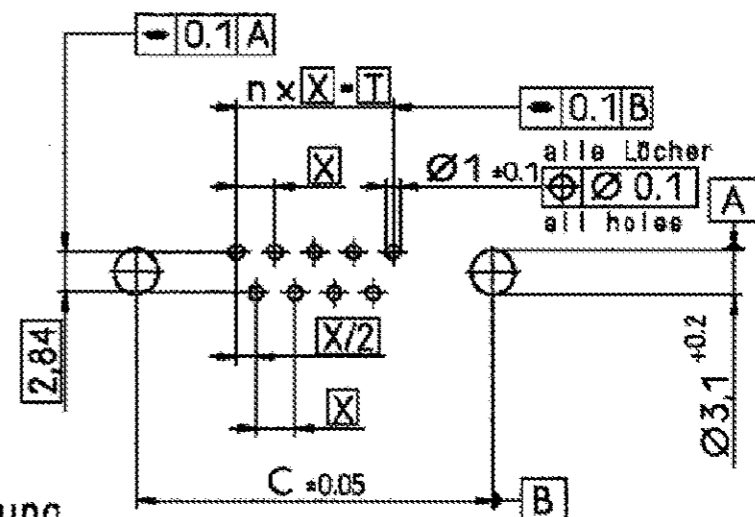 0.1 A
n x X = T
0.1 B
alle Löcher
X
Ø1 ±0.1
⌖ Ø 0.1
all holes
A
2,84
X/2
X
Ø3,1 +0.2
C ±0.05
B
ung